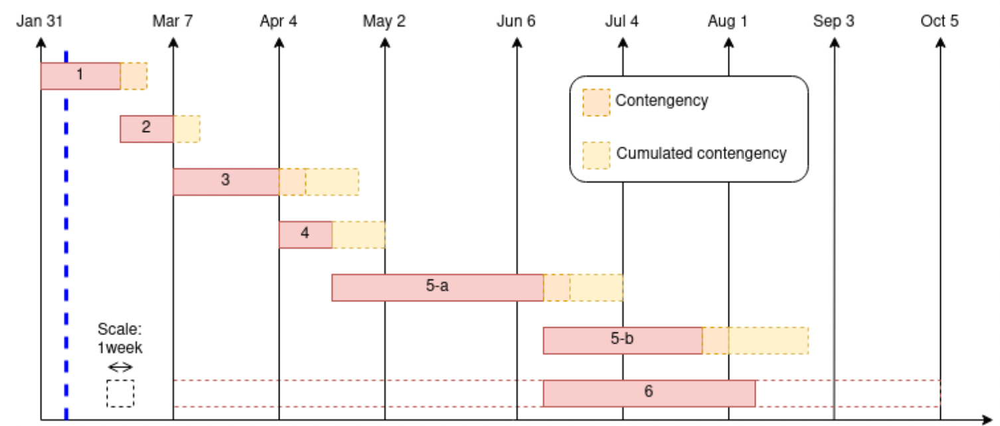 Jan 31
Mar 7
Apr 4
May 2
Jun 6
Jul 4
Aug 1
Sep 3
Oct 5
1
Contengency
2
Cumulated contengency
3
4
5-a
Scale:
1week
5-b
6